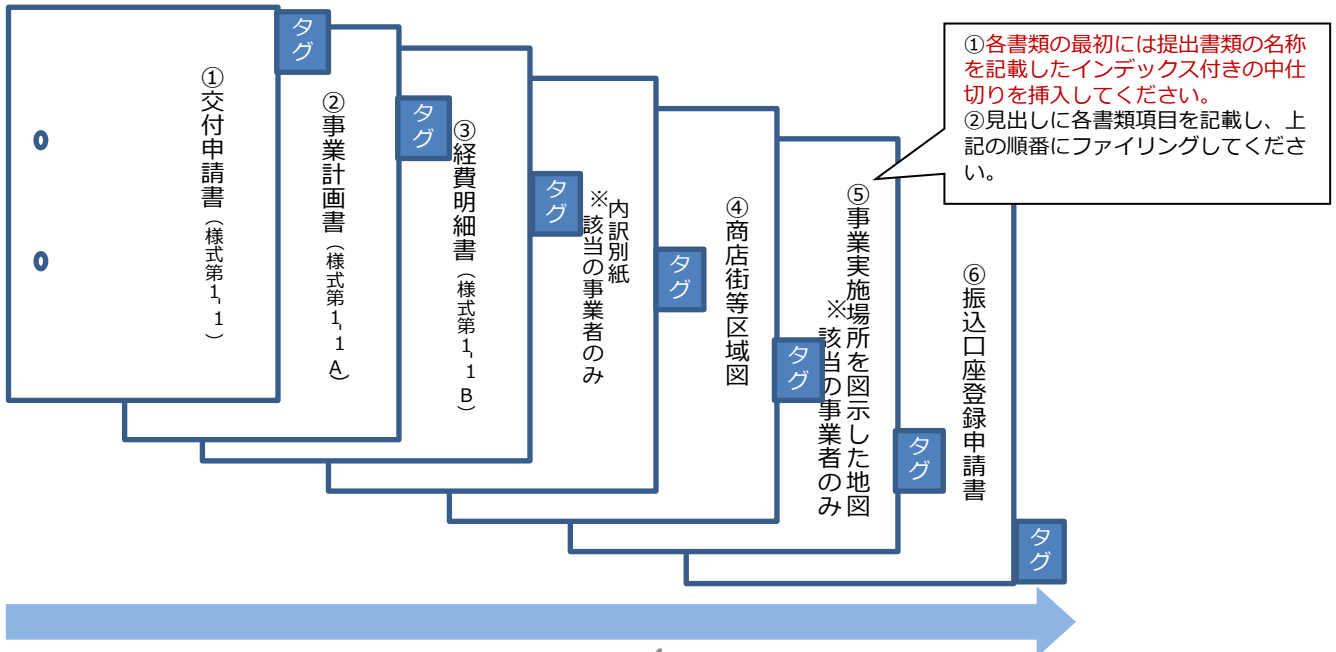 ①交付申請書（様式第1-1）
タグ
②事業計画書（様式第1-1A）
タグ
③経費明細書（様式第1-1B）
タグ
内訳別紙
※該当の事業者のみ
タグ
④商店街等区域図
タグ
⑤事業実施場所を図示した地図
※該当の事業者のみ
タグ
⑥振込口座登録申請書
タグ
①各書類の最初には提出書類の名称
を記載したインデックス付きの中仕
切りを挿入してください。
②見出しに各書類項目を記載し、上
記の順番にファイリングしてくださ
い。